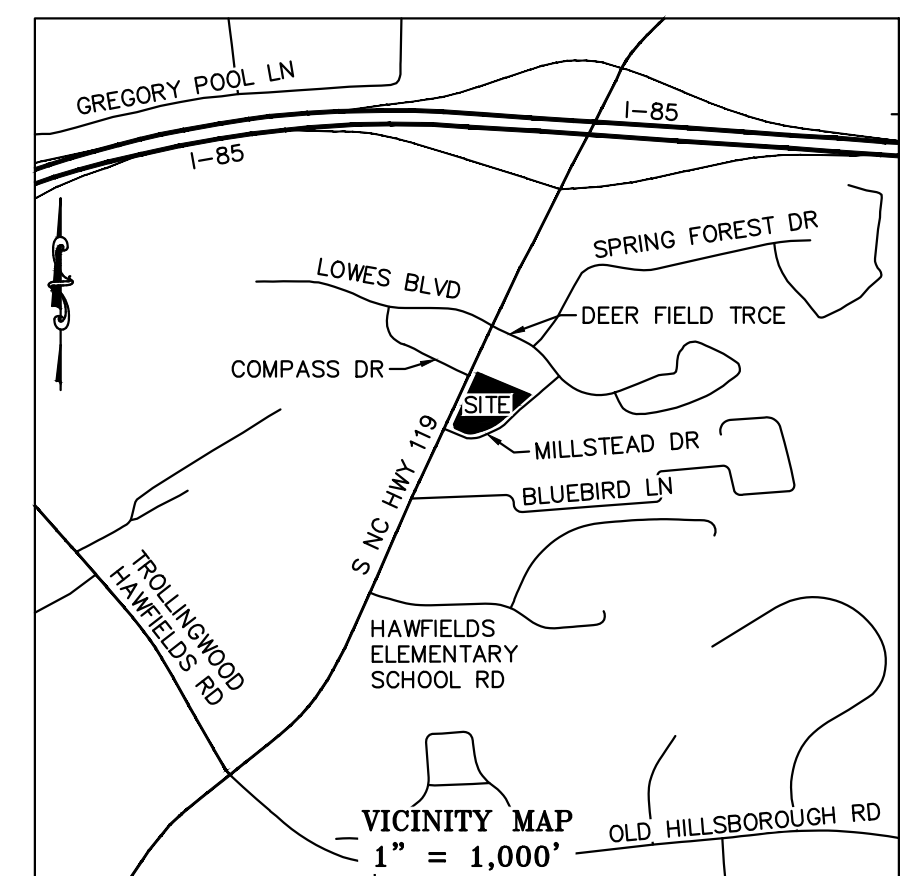 GREGORY POOL LN
I-85
I-85
SPRING FOREST DR
LOWES BLVD
DEER FIELD TRCE
COMPASS DR
SITE
S NC HWY 119
MILLSTEAD DR
BLUEBIRD LN
TROLLINGWOOD
HAWFIELDS RD
HAWFIELDS
ELEMENTARY
SCHOOL RD
VICINITY MAP
1" = 1,000'
OLD HILLSBOROUGH RD